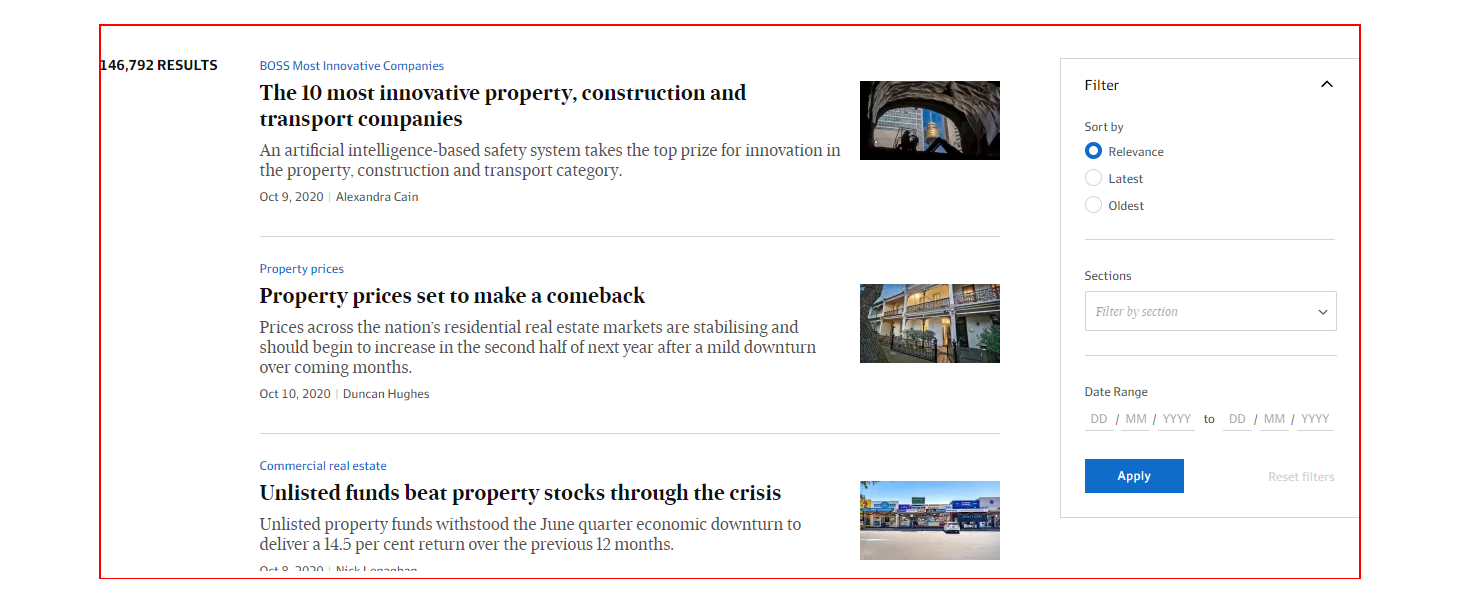 146,792 RESULTS
BOSS Most Innovative Companies
The 10 most innovative property, construction and
transport companies
An artificial intelligence-based safety system takes the top prize for innovation in
the property, construction and transport category.
Oct 9, 2020 | Alexandra Cain
Property prices
Property prices set to make a comeback
Prices across the nation's residential real estate markets are stabilising and
should begin to increase in the second half of next year after a mild downturn
over coming months.
Oct 10, 2020 | Duncan Hughes
Commercial real estate
Unlisted funds beat property stocks through the crisis
Unlisted property funds withstood the June quarter economic downturn to
deliver a 14.5 per cent return over the previous 12 months.
Oct 8, 2020 | Nick Lenaghan
Filter
Sort by
Relevance
Latest
Oldest
Sections
Filter by section
Date Range
DD / MM / YYYY to DD / MM / YYYY
Apply
Reset filters